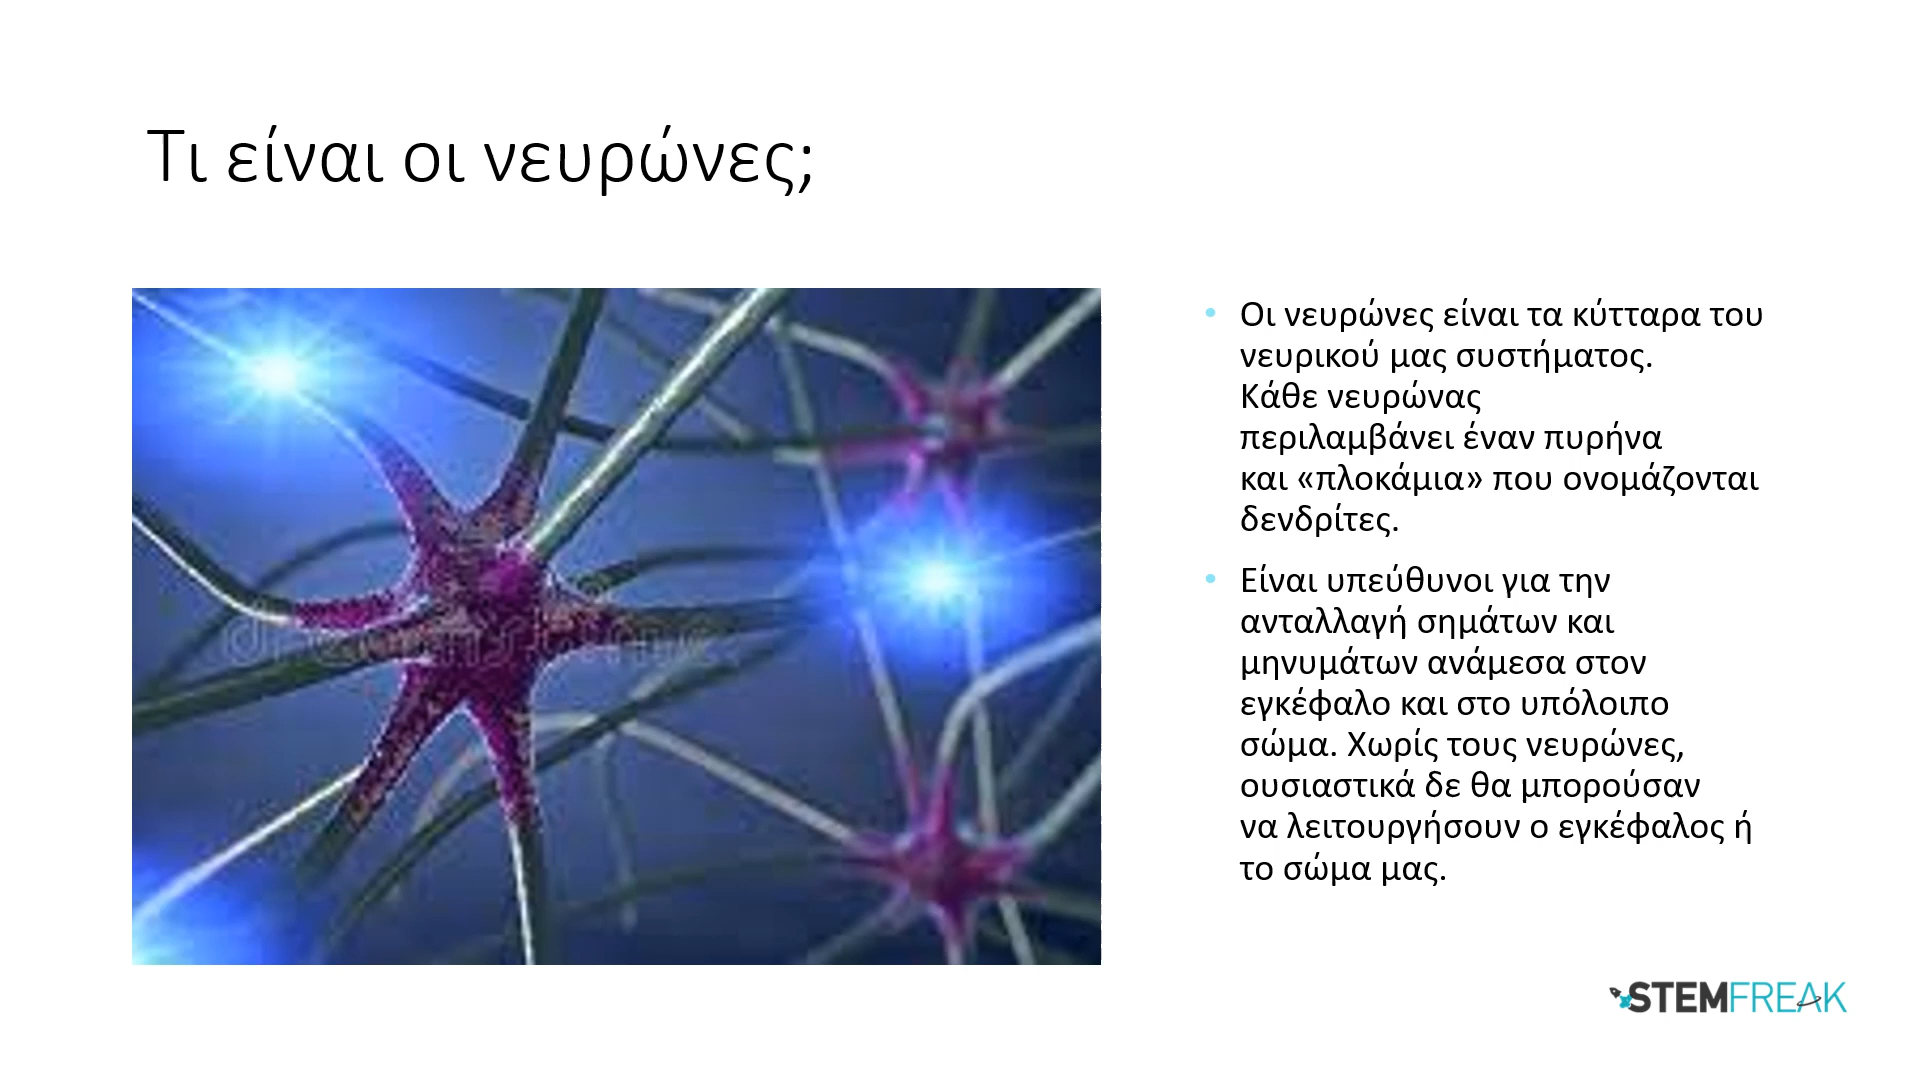 Τι είναι οι νευρώνες;
• Οι νευρώνες είναι τα κύτταρα του
νευρικού μας συστήματος.
Κάθε νευρώνας
περιλαμβάνει έναν πυρήνα
και «πλοκάμια» που ονομάζονται
δενδρίτες.
• Είναι υπεύθυνοι για την
ανταλλαγή σημάτων και
μηνυμάτων ανάμεσα στον
εγκέφαλο και στο υπόλοιπο
σώμα. Χωρίς τους νευρώνες,
ουσιαστικά δε θα μπορούσαν
να λειτουργήσουν ο εγκέφαλος ή
το σώμα μας.
STEMFREAK